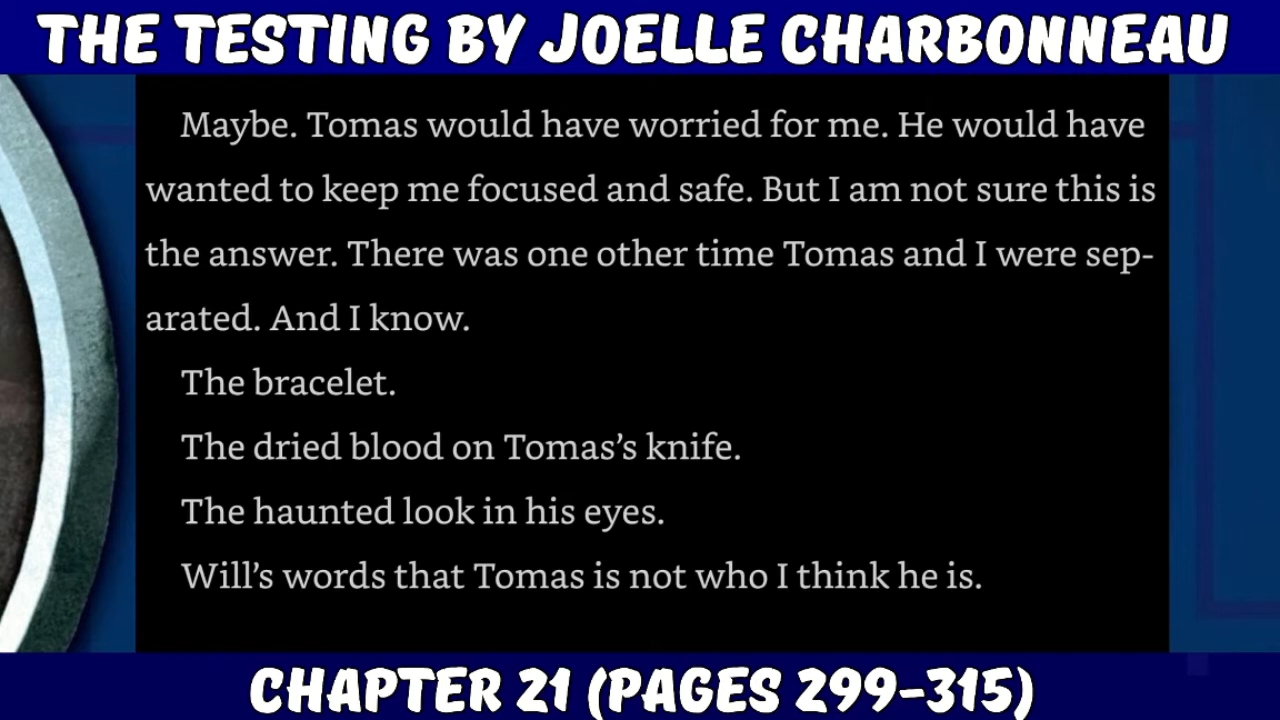 THE TESTING BY JOELLE CHARBONNEAU
Maybe. Tomas would have worried for me. He would have
wanted to keep me focused and safe. But I am not sure this is
the answer. There was one other time Tomas and I were sep-
arated. And I know.
The bracelet.
The dried blood on Tomas’s knife.
The haunted look in his eyes.
Will’s words that Tomas is not who I think he is.
CHAPTER 21 (PAGES 299-315)